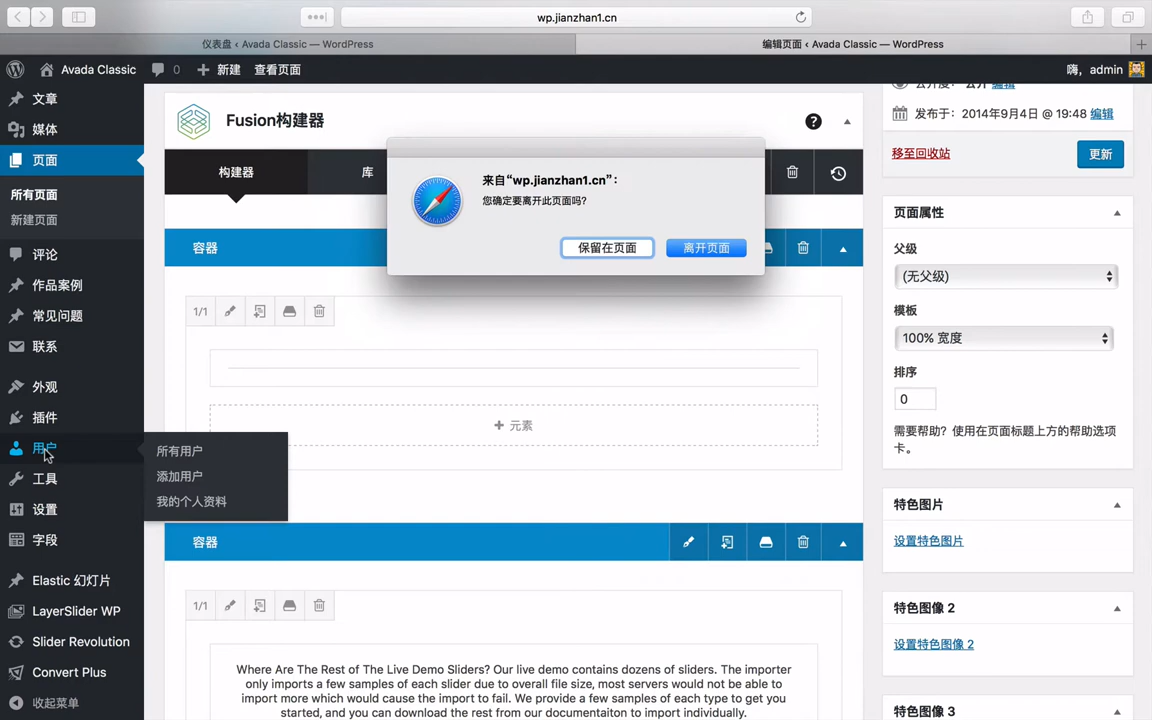 wp.jianzhan1.cn
仪表盘 ‹ Avada Classic — WordPress
编辑页面 ‹ Avada Classic — WordPress
Avada Classic
0
新建
查看页面
嗨，admin
文章
媒体
页面
所有页面
新建页面
评论
作品案例
常见问题
联系
外观
插件
用户
工具
设置
字段
Elastic 幻灯片
LayerSlider WP
Slider Revolution
Convert Plus
收起菜单
所有用户
添加用户
我的个人资料
Fusion构建器
构建器
库
来自“wp.jianzhan1.cn”：
您确定要离开此页面吗？
保留在页面
离开页面
容器
1/1
元素
容器
1/1
Where Are The Rest of The Live Demo Sliders? Our live demo contains dozens of sliders. The importer
only imports a few samples of each slider due to overall file size, most servers would not be able to
import more which would cause the import to fail. We provide a few samples of each type to get you
started, and you can download the rest from our documentaiton to import individually.
公开度：公开 编辑
发布于：2014年9月4日 @ 19:48 编辑
移至回收站
更新
页面属性
父级
(无父级)
模板
100% 宽度
排序
0
需要帮助？使用在页面标题上方的帮助选项
卡。
特色图片
设置特色图片
特色图像 2
设置特色图像 2
特色图像 3